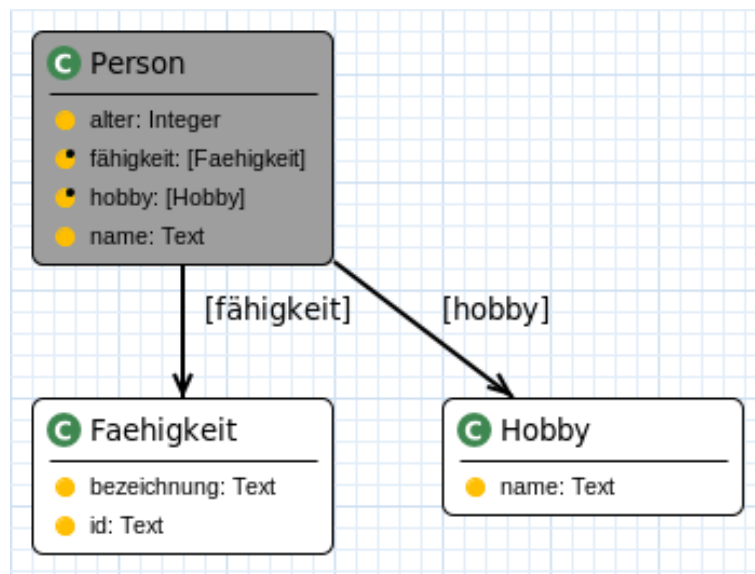 C Person
alter: Integer
fähigkeit: [Faehigkeit]
hobby: [Hobby]
name: Text
[fähigkeit]
[hobby]
C Faehigkeit
bezeichnung: Text
id: Text
C Hobby
name: Text